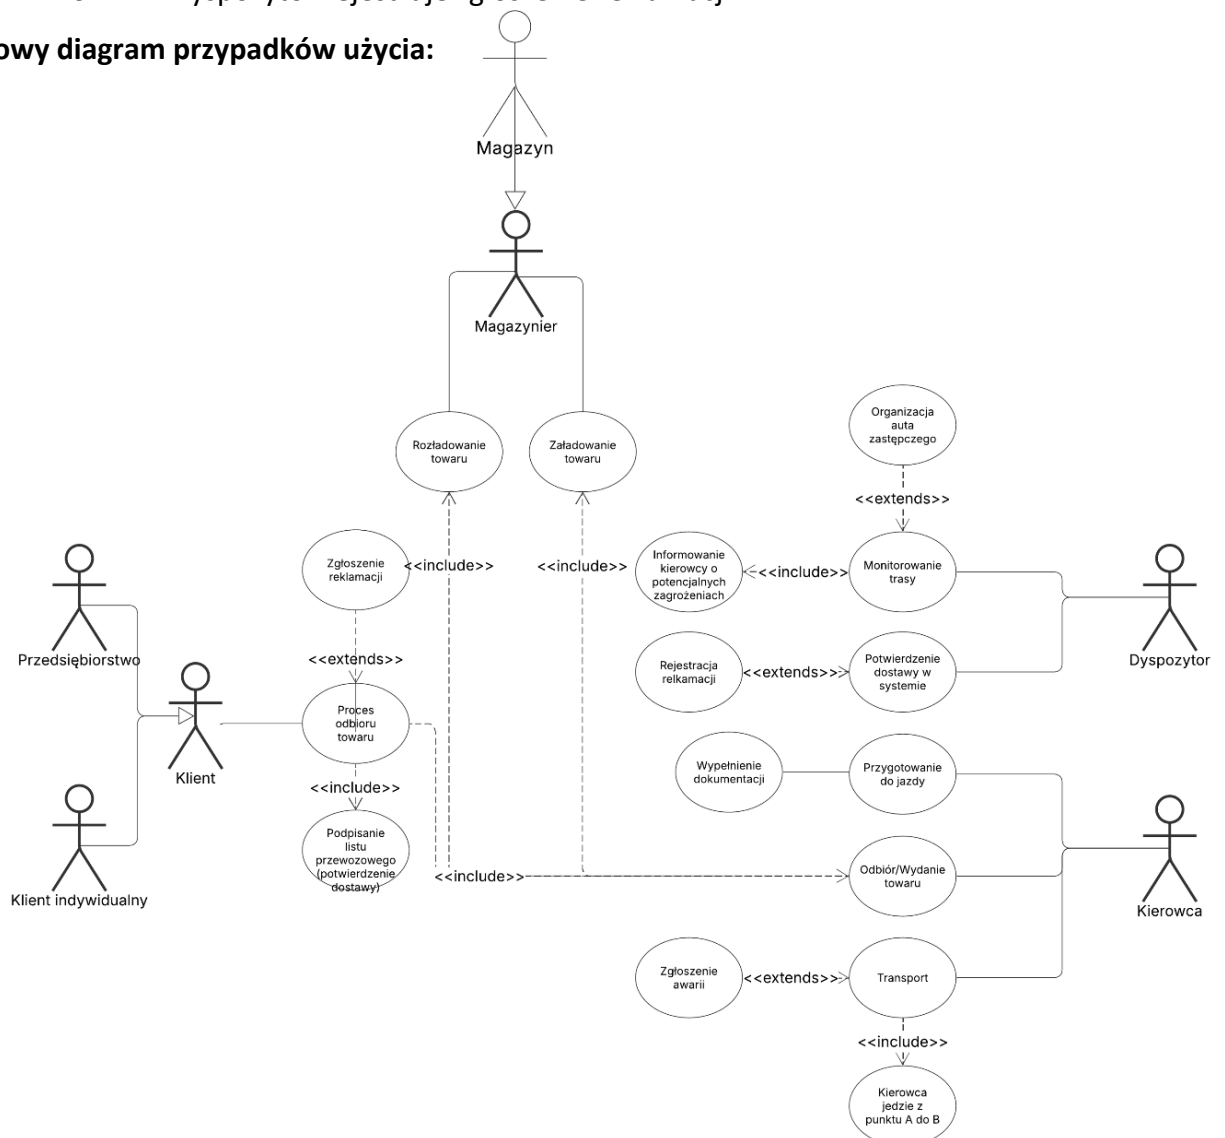 owy diagram przypadków użycia:
Magazyn
Magazynier
Rozładowanie
towaru
Załadowanie
towaru
Organizacja
auta
zastępczego
<<extends>>
Zgłoszenie
reklamacji
<<include>>
<<include>>
Informowanie
kierowcy o
potencjalnych
zagrożeniach
<<include>>
Monitorowanie
trasy
Przedsiębiorstwo
Dyspozytor
<<extends>>
Rejestracja
relkamacji
<<extends>>
Potwierdzenie
dostawy w
systemie
Klient
Proces
odbioru
towaru
Wypełnienie
dokumentacji
Przygotowanie
do jazdy
<<include>>
Podpisanie
listu
przewozowego
(potwierdzenie
dostawy)
<<include>>
Odbiór/Wydanie
towaru
Klient indywidualny
Kierowca
Zgłoszenie
awarii
<<extends>>
Transport
<<include>>
Kierowca
jedzie z
punktu A do B